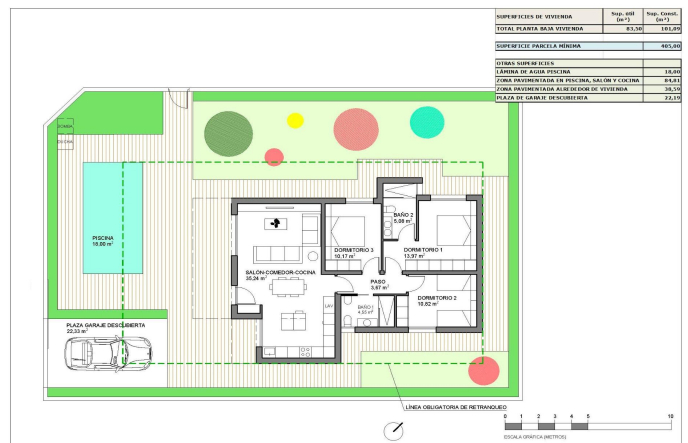 SUPERFICIES DE VIVIENDA Sup. útil (m²) Sup. Const. (m²)
TOTAL PLANTA BAJA VIVIENDA 83,50 101,09
SUPERFICIE PARCELA MÍNIMA 405,00
OTRAS SUPERFICIES
LÁMINA DE AGUA PISCINA 18,00
ZONA PAVIMENTADA EN PISCINA, SALÓN Y COCINA 84,81
ZONA PAVIMENTADA ALREDEDOR DE VIVIENDA 38,59
PLAZA DE GARAJE DESCUBIERTA 22,19
BOMBA
DUCHA
PISCINA
18.00 m²
BAÑO 2
5.06 m²
DORMITORIO 3
10,17 m²
DORMITORIO 1
13,97 m²
SALÓN-COMEDOR-COCINA
35,24 m²
PASO
3,67 m²
LAV
BAÑO 1
4,65 m²
DORMITORIO 2
10.82 m²
PLAZA GARAJE DESCUBIERTA
22,33 m²
LÍNEA OBLIGATORIA DE RETRANQUEO
0 1 2 3 4 5 10
ESCALA GRÁFICA (METROS)